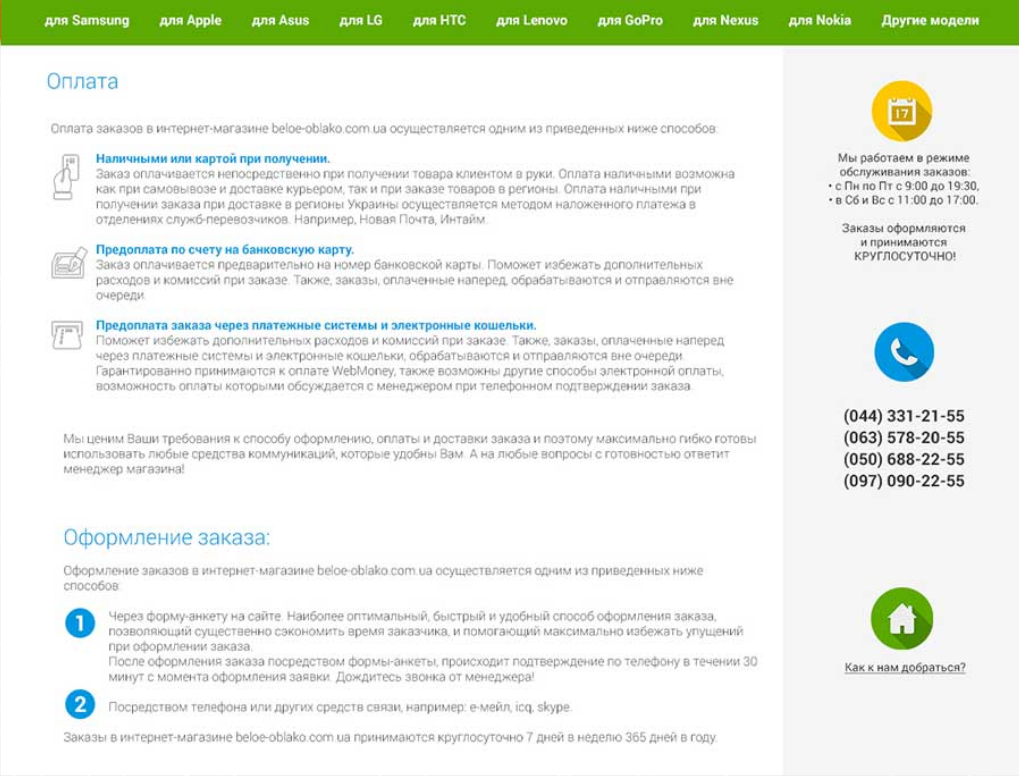 для Samsung для Apple для Asus для LG для HTC для Lenovo для GoPro для Nexus для Nokia Другие модели
Оплата
Оплата заказов в интернет-магазине beloe-oblako.com.ua осуществляется одним из приведенных ниже способов:
Наличными или картой при получении.
Заказ оплачивается непосредственно при получении товара клиентом в руки. Оплата наличными возможна
как при самовывозе и доставке курьером, так и при заказе товаров в регионы. Оплата наличными при
получении заказа при доставке в регионы Украины осуществляется методом наложенного платежа в
отделениях служб-перевозчиков. Например, Новая Почта, Интайм.
Предоплата по счету на банковскую карту.
Заказ оплачивается предварительно на номер банковской карты. Поможет избежать дополнительных
расходов и комиссий при заказе. Также, заказы, оплаченные наперед, обрабатываются и отправляются вне
очереди.
Предоплата заказа через платежные системы и электронные кошельки.
Поможет избежать дополнительных расходов и комиссий при заказе. Также, заказы, оплаченные наперед
через платежные системы и электронные кошельки, обрабатываются и отправляются вне очереди.
Гарантированно принимаются к оплате WebMoney, также возможны другие способы электронной оплаты,
возможность оплаты которыми обсуждается с менеджером при телефонном подтверждении заказа.
Мы ценим Ваши требования к способу оформлению, оплаты и доставки заказа и поэтому максимально гибко готовы
использовать любые средства коммуникаций, которые удобны Вам. А на любые вопросы с готовностью ответит
менеджер магазина!
Оформление заказа:
Оформление заказов в интернет-магазине beloe-oblako.com.ua осуществляется одним из приведенных ниже
способов:
1 Через форму-анкету на сайте. Наиболее оптимальный, быстрый и удобный способ оформления заказа,
позволяющий существенно сэкономить время заказчика, и помогающий максимально избежать упущений
при оформлении заказа.
После оформления заказа посредством формы-анкеты, происходит подтверждение по телефону в течении 30
минут с момента оформления заявки. Дождитесь звонка от менеджера!
2 Посредством телефона или других средств связи, например: е-мейл, icq, skype.
Заказы в интернет-магазине beloe-oblako.com.ua принимаются круглосуточно 7 дней в неделю 365 дней в году.
17
Мы работаем в режиме
обслуживания заказов:
• с Пн по Пт с 9:00 до 19:30,
• в Сб и Вс с 11:00 до 17:00.
Заказы оформляются
и принимаются
КРУГЛОСУТОЧНО!
(044) 331-21-55
(063) 578-20-55
(050) 688-22-55
(097) 090-22-55
Как к нам добраться?